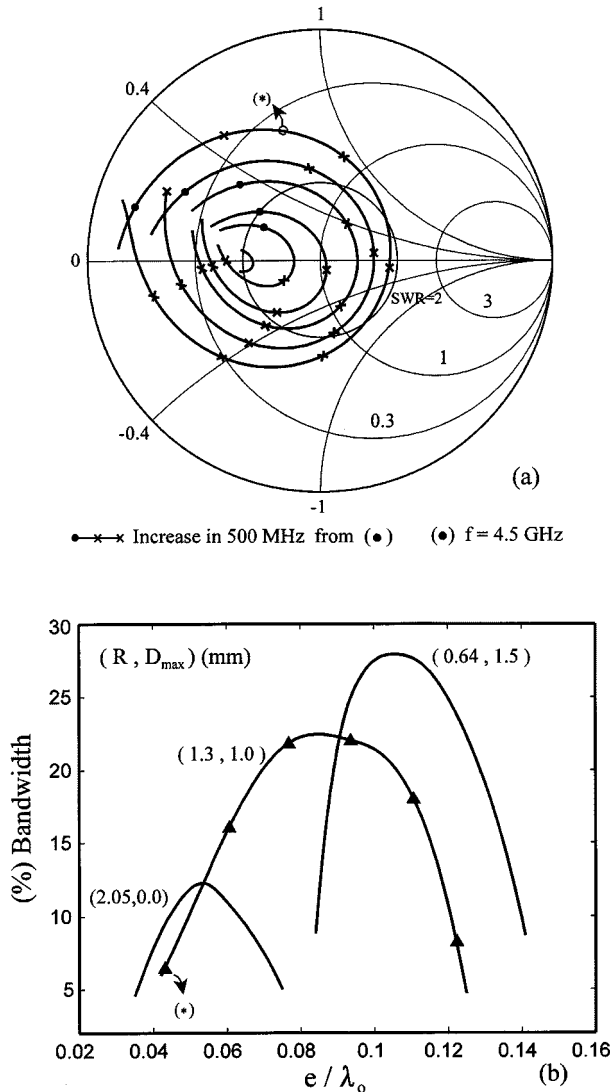 1
0.4
(*)
0
SWR=2
3
1
0.3
-0.4
-1
(a)
Increase in 500 MHz from (•) (•) f = 4.5 GHz
30
( R , Dmax ) (mm)
( 0.64 , 1.5 )
25
( 1.3 , 1.0 )
20
15
(2.05,0.0)
10
5
(*)
(%) Bandwidth
0.02 0.04 0.06 0.08 0.1 0.12 0.14 0.16
e / λo
(b)